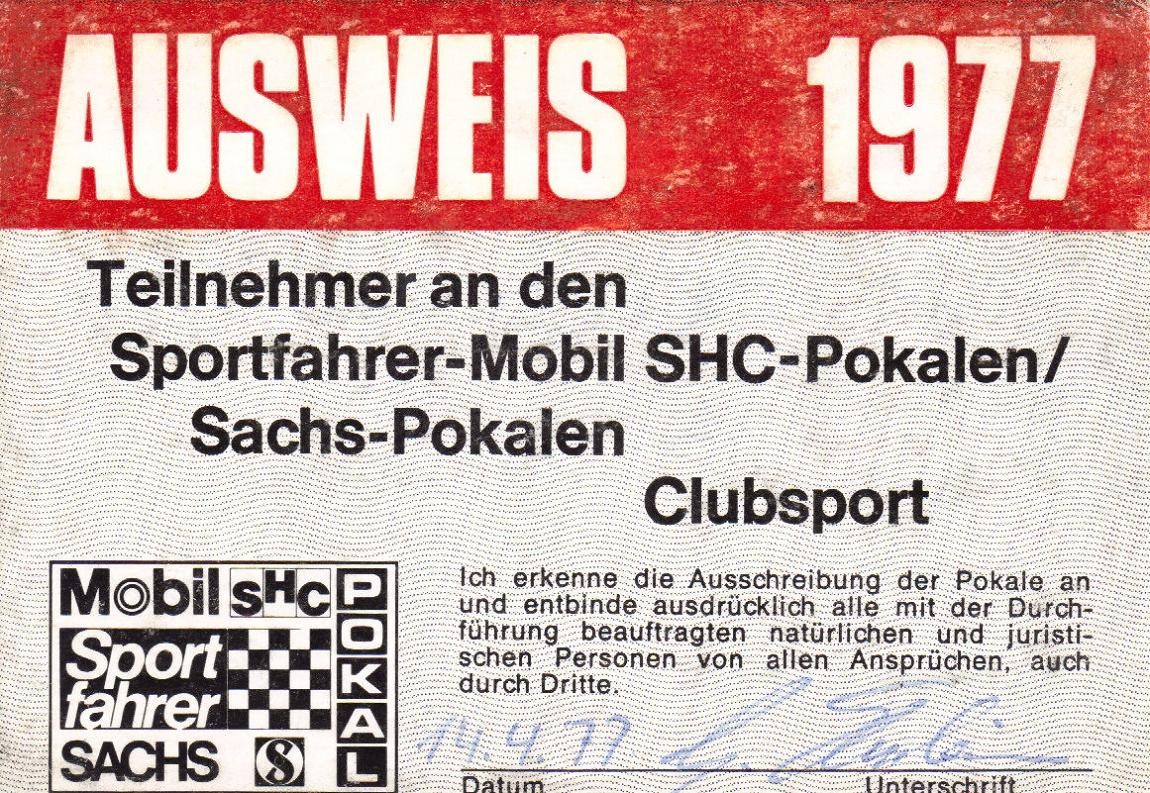 AUSWEIS 1977
Teilnehmer an den
Sportfahrer-Mobil SHC-Pokalen/
Sachs-Pokalen
Clubsport
Mobil SHC POKAL
Sport
fahrer
SACHS S
Ich erkenne die Ausschreibung der Pokale an
und entbinde ausdrücklich alle mit der Durch-
führung beauftragten natürlichen und juristi-
schen Personen von allen Ansprüchen, auch
durch Dritte.
14.4.77
Datum Unterschrift